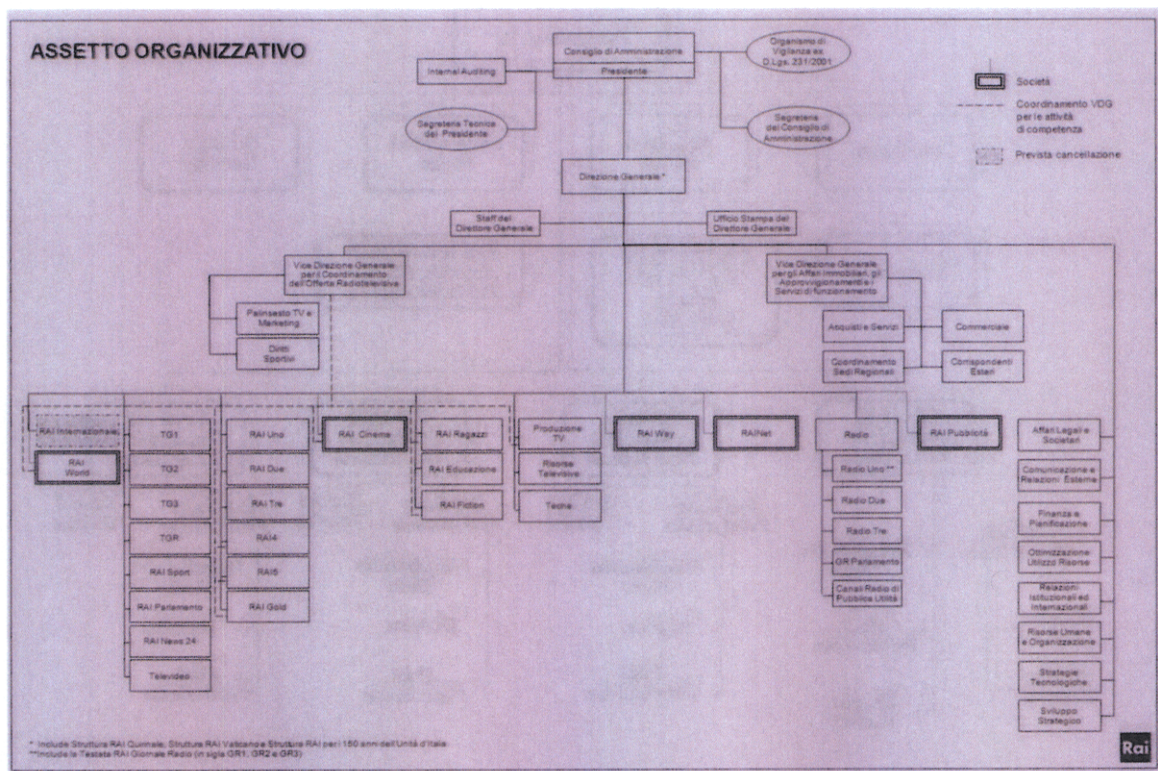 ASSETTO ORGANIZZATIVO
Consiglio di Amministrazione
Presidente
Organismo di
Vigilanza ex
D.Lgs. 231/2001
Internal Auditing
Segreteria Tecnica
del Presidente
Segreteria
del Consiglio di
Amministrazione
Società
Coordinamento VDG
per le attività
di competenza
Prevista cancellazione
Direzione Generale*
Staff del
Direttore Generale
Ufficio Stampa del
Direttore Generale
Vice Direzione Generale
per il Coordinamento
dell'Offerta Radiotelevisiva
Vice Direzione Generale
per gli Affari Immobiliari, gli
Approvvigionamenti e i
Servizi di funzionamento
Palinsesto TV e
Marketing
Diritti
Sportivi
Acquisti e Servizi
Commerciale
Coordinamento
Sedi Regionali
Corrispondenti
Esteri
RAI Internazionale
RAI
World
TG1
TG2
TG3
TGR
RAI Sport
RAI Parlamento
RAI News 24
Televideo
RAI Uno
RAI Due
RAI Tre
RAI4
RAI5
RAI Gold
RAI Cinema
RAI Ragazzi
RAI Educazione
RAI Fiction
Produzione
TV
Risorse
Televisive
Teche
RAI Way
RAINet
Radio
Radio Uno **
Radio Due
Radio Tre
GR Parlamento
Canali Radio di
Pubblica Utilità
RAI Pubblicità
Affari Legali e
Societari
Comunicazione e
Relazioni Esterne
Finanza e
Pianificazione
Ottimizzazione
Utilizzo Risorse
Relazioni
Istituzionali ed
Internazionali
Risorse Umane
e Organizzazione
Strategie
Tecnologiche
Sviluppo
Strategico
* Include Struttura RAI Quirinale, Struttura RAI Vaticano e Struttura RAI per i 150 anni dell'Unità d'Italia
**Include la Testata RAI Giornale Radio (in sigla GR1, GR2 e GR3)
Rai